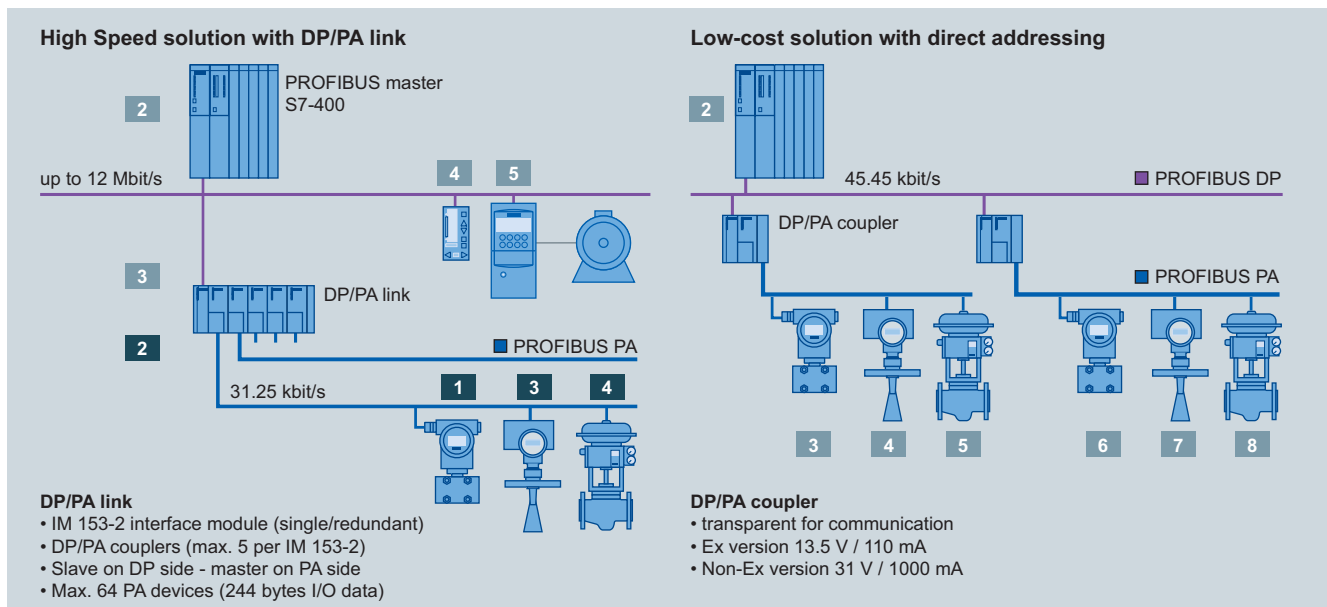 High Speed solution with DP/PA link
2
PROFIBUS master
S7-400
up to 12 Mbit/s
4
5
3
DP/PA link
2
PROFIBUS PA
31.25 kbit/s
1
3
4
DP/PA link
• IM 153-2 interface module (single/redundant)
• DP/PA couplers (max. 5 per IM 153-2)
• Slave on DP side - master on PA side
• Max. 64 PA devices (244 bytes I/O data)
Low-cost solution with direct addressing
2
45.45 kbit/s
PROFIBUS DP
DP/PA coupler
PROFIBUS PA
3
4
5
6
7
8
DP/PA coupler
• transparent for communication
• Ex version 13.5 V / 110 mA
• Non-Ex version 31 V / 1000 mA